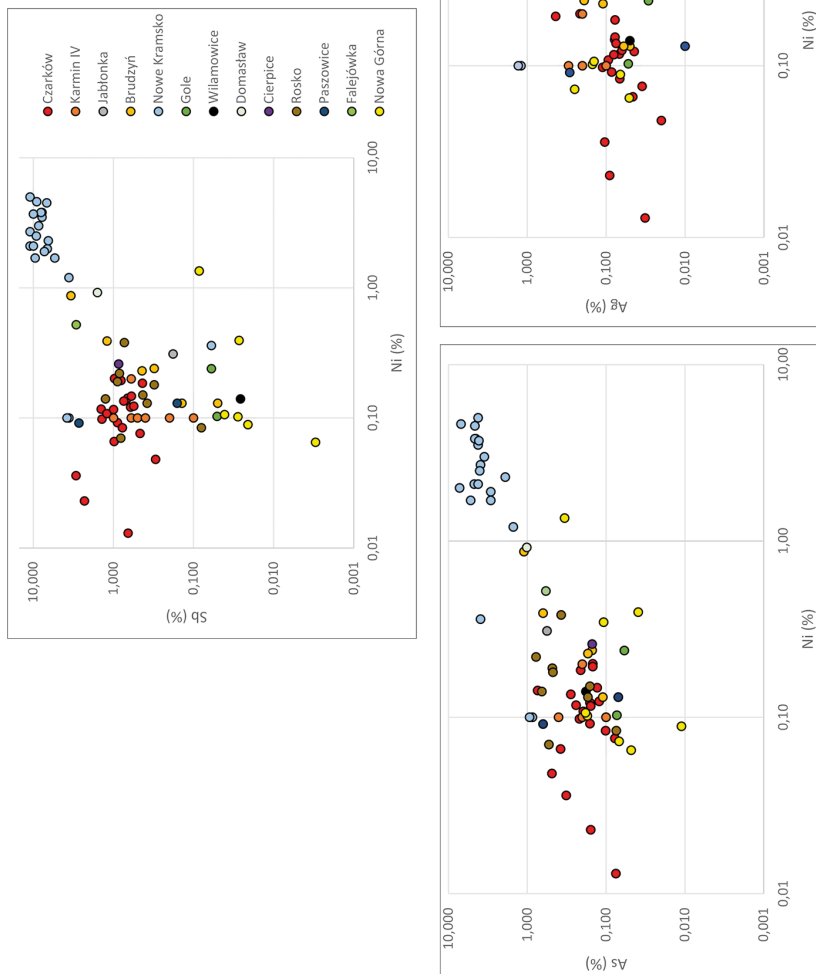 Czarków
Karmin IV
Jabłonka
Brudzyń
Nowe Kramsko
Gole
Wilamowice
Domasław
Cierpice
Rosko
Paszowice
Falejówka
Nowa Górna
10,000
1,000
0,100
0,010
0,001
Sb (%)
0,01
0,10
1,00
10,00
Ni (%)
10,000
1,000
0,100
0,010
0,001
Ag (%)
0,01
0,10
Ni (%)
10,000
1,000
0,100
0,010
0,001
As (%)
0,01
0,10
1,00
10,00
Ni (%)